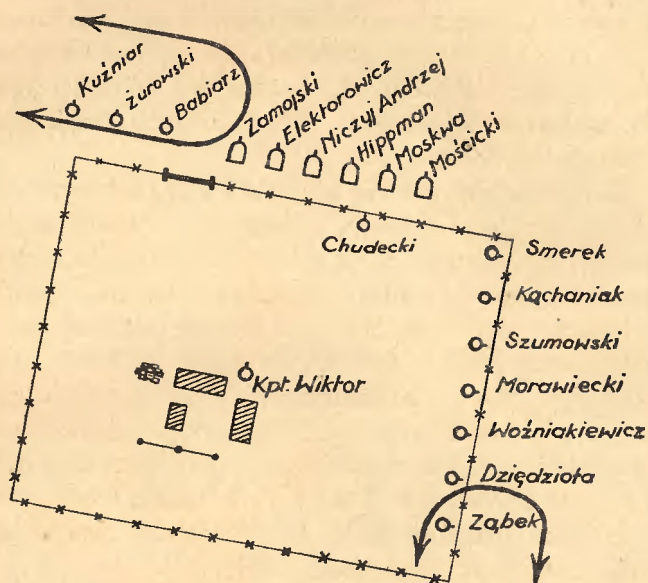 Kuźniar
Żurowski
Babiarz
Zamojski
Elektorowicz
Niczyj Andrzej
Hippman
Moskwa
Mościcki
Chudecki
Smerek
Kąchaniak
Szumowski
Kpt. Wiktor
Morawiecki
Woźniakiewicz
Dziędzioła
Ząbek